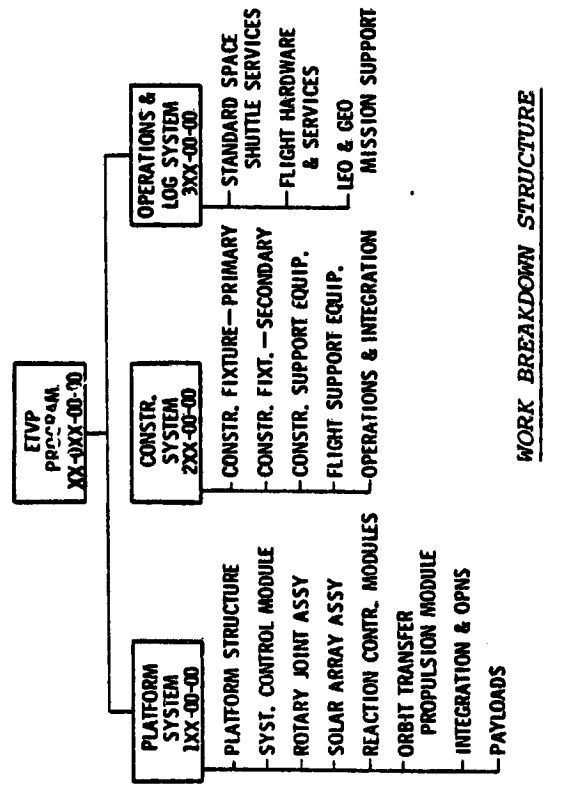 ETVP
PROGRAM
XX-0XX-00-00
PLATFORM
SYSTEM
1XX-00-00
PLATFORM STRUCTURE
SYST. CONTROL MODULE
ROTARY JOINT ASSY
SOLAR ARRAY ASSY
REACTION CONTR. MODULES
ORBIT TRANSFER
PROPULSION MODULE
INTEGRATION & OPNS
PAYLOADS
CONSTR.
SYSTEM
2XX-00-00
CONSTR. FIXTURE—PRIMARY
CONSTR. FIXT.—SECONDARY
CONSTR. SUPPORT EQUIP.
FLIGHT SUPPORT EQUIP.
OPERATIONS & INTEGRATION
OPERATIONS &
LOG SYSTEM
3XX-00-00
STANDARD SPACE
SHUTTLE SERVICES
FLIGHT HARDWARE
& SERVICES
LEO & GEO
MISSION SUPPORT
WORK BREAKDOWN STRUCTURE